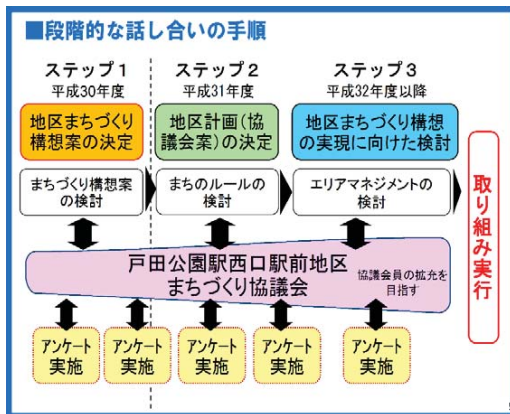 ■段階的な話し合いの手順
ステップ1
平成30年度
ステップ2
平成31年度
ステップ3
平成32年度以降
地区まちづくり
構想案の決定
地区計画(協
議会案)の決定
地区まちづくり構想
の実現に向けた検討
まちづくり構想案
の検討
まちのルールの
検討
エリアマネジメントの
検討
取り組み実行
戸田公園駅西口駅前地区
まちづくり協議会
協議会員の拡充を
目指す
アンケート
実施
アンケート
実施
アンケート
実施
アンケート
実施
アンケート
実施